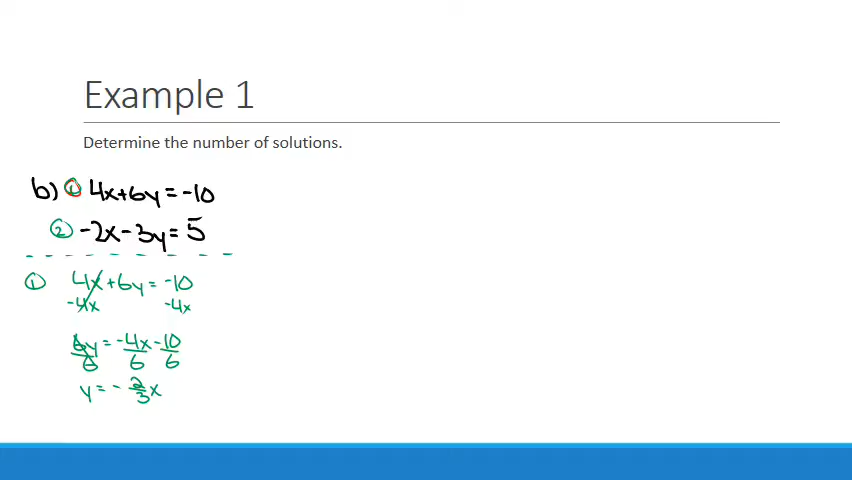 Example 1
Determine the number of solutions.
b) ① 4x+6y=-10
② -2x-3y=5
① 4x+6y=-10
-4x -4x
6y/6 = -4x/6 -10/6
y=-2/3x